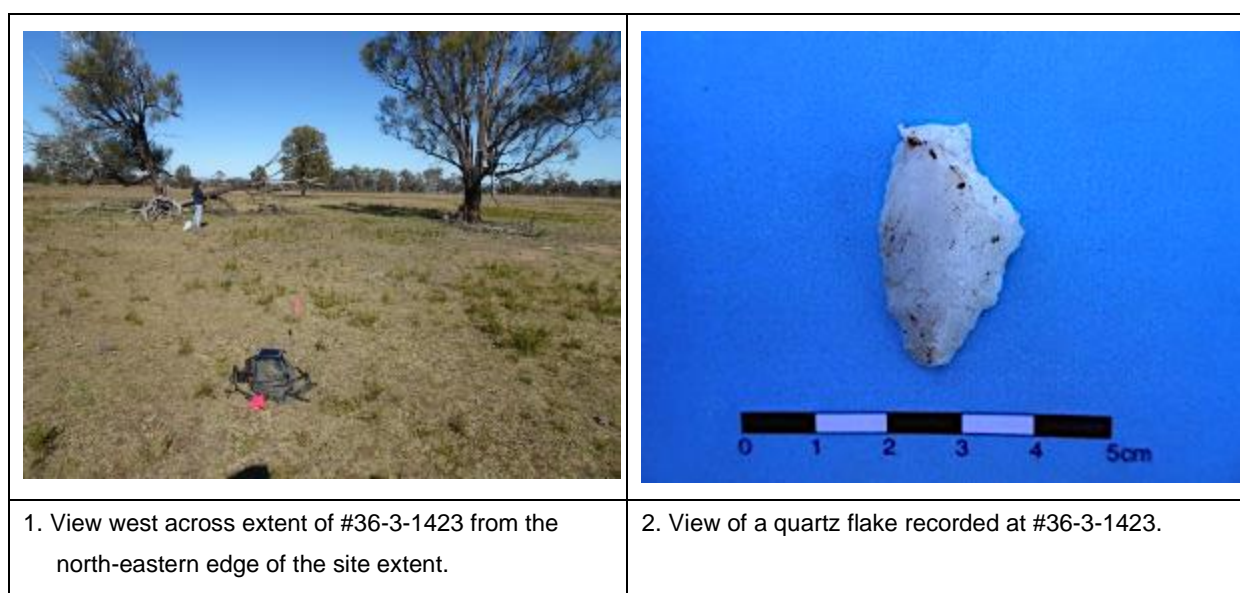 0 1 2 3 4 5cm
1. View west across extent of #36-3-1423 from the
north-eastern edge of the site extent.
2. View of a quartz flake recorded at #36-3-1423.